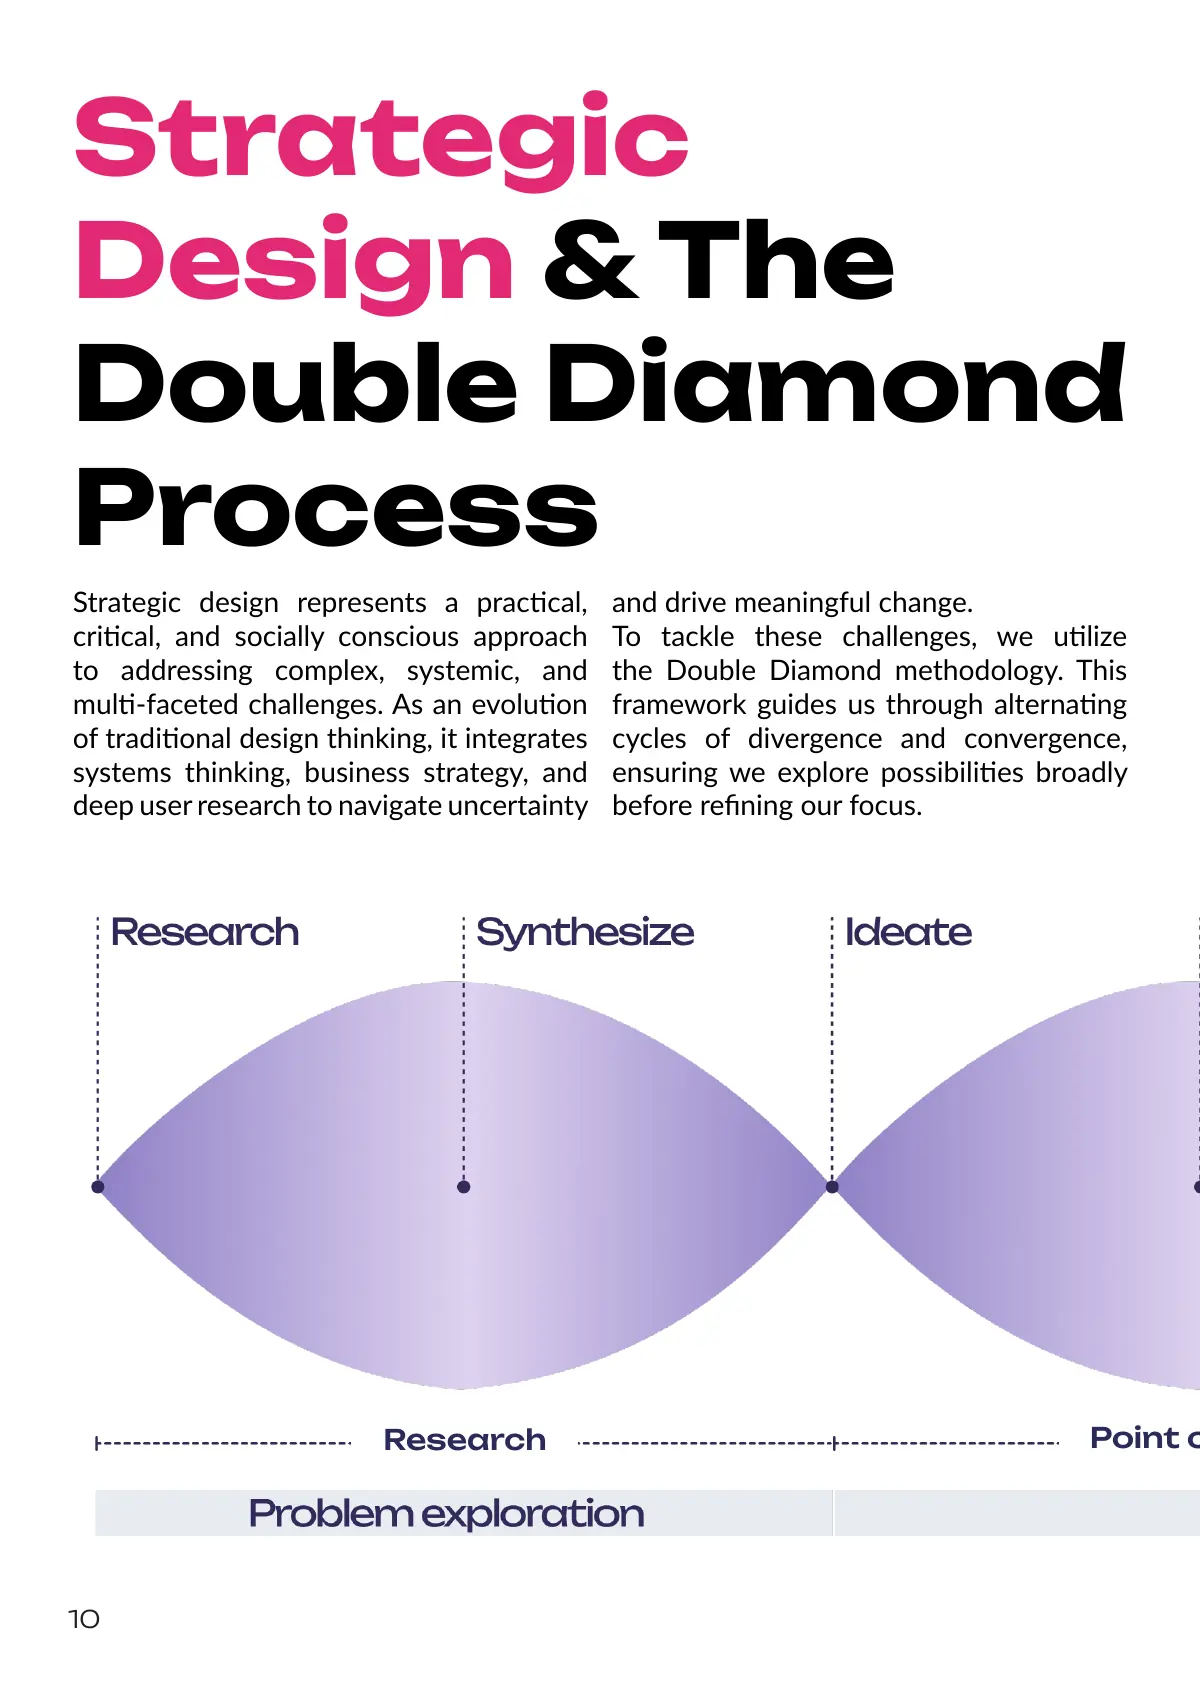 Strategic
Design & The
Double Diamond
Process
Strategic design represents a practical,
critical, and socially conscious approach
to addressing complex, systemic, and
multi-faceted challenges. As an evolution
of traditional design thinking, it integrates
systems thinking, business strategy, and
deep user research to navigate uncertainty
and drive meaningful change.
To tackle these challenges, we utilize
the Double Diamond methodology. This
framework guides us through alternating
cycles of divergence and convergence,
ensuring we explore possibilities broadly
before refining our focus.
Research
Synthesize
Ideate
Research
Point
Problem exploration
10